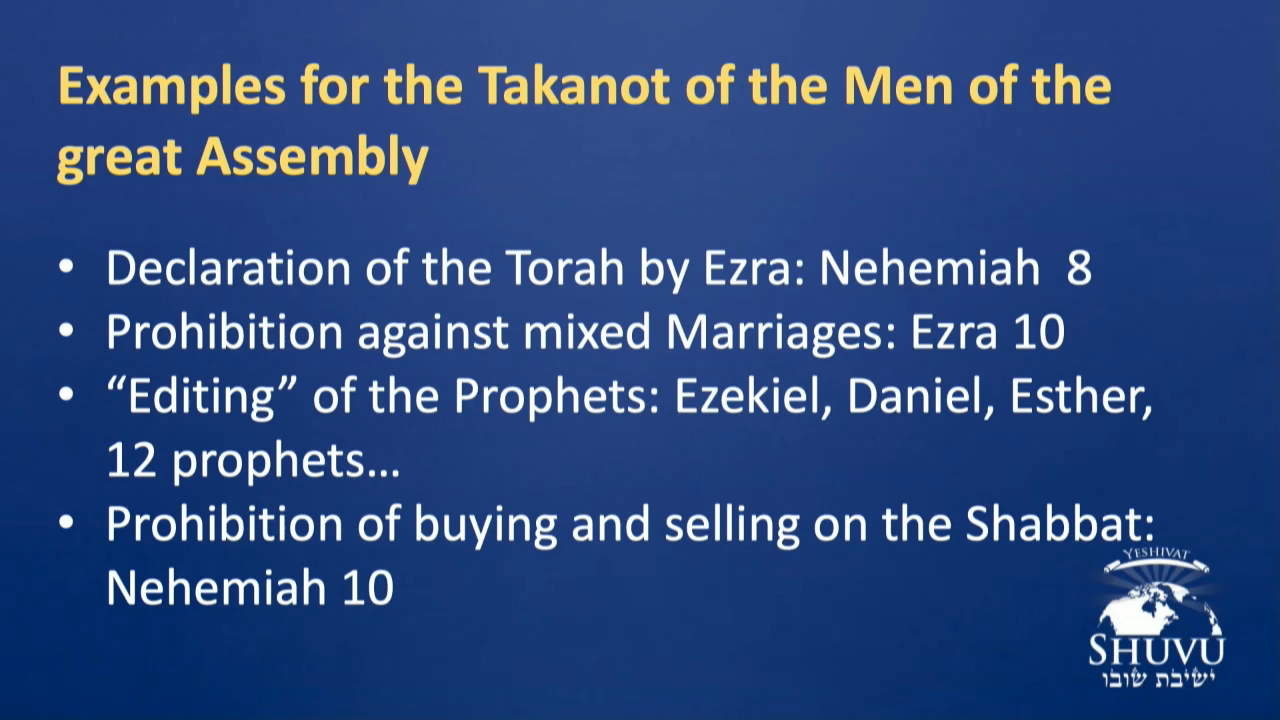 Examples for the Takanot of the Men of the
great Assembly
• Declaration of the Torah by Ezra: Nehemiah  8
• Prohibition against mixed Marriages: Ezra 10
• “Editing” of the Prophets: Ezekiel, Daniel, Esther,
12 prophets…
• Prohibition of buying and selling on the Shabbat:
Nehemiah 10
YESHIVAT
SHUVU
ישיבת שובו